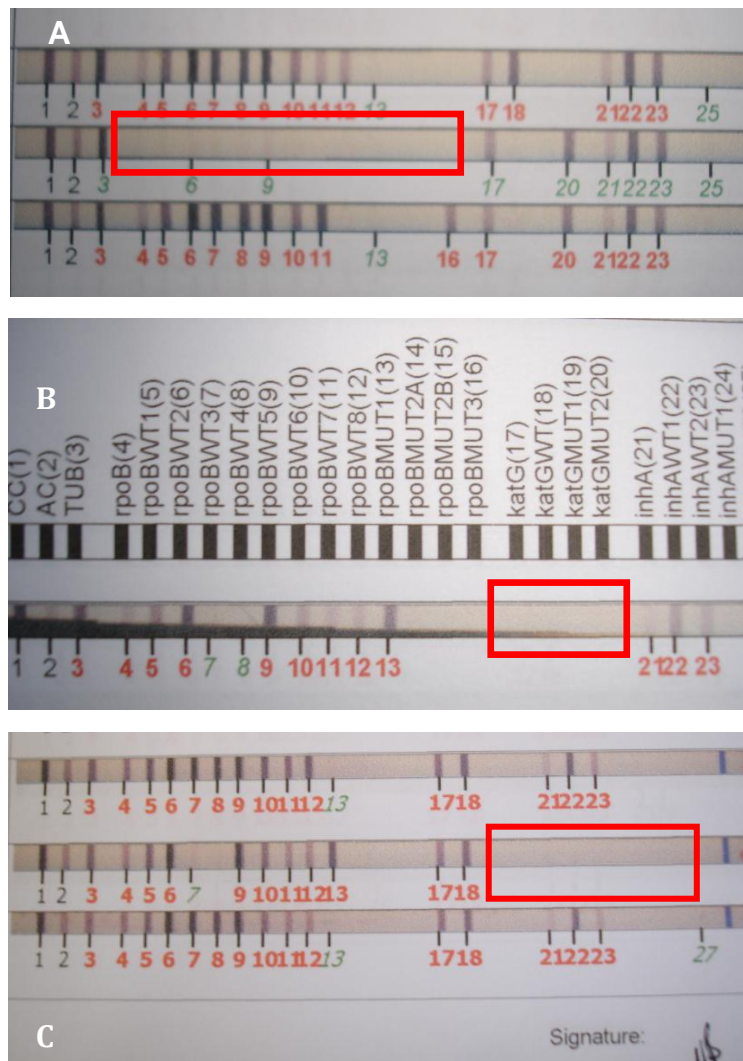 A
1 2 3 4 5 6 7 8 9 10 11 12 13 17 18 21 22 23 25
1 2 3 6 9 17 20 21 22 23 25
1 2 3 4 5 6 7 8 9 10 11 13 16 17 20 21 22 23
B
CC(1)
AC(2)
TUB(3)
rpoB(4)
rpoBWT1(5)
rpoBWT2(6)
rpoBWT3(7)
rpoBWT4(8)
rpoBWT5(9)
rpoBWT6(10)
rpoBWT7(11)
rpoBWT8(12)
rpoBMUT1(13)
rpoBMUT2A(14)
rpoBMUT2B(15)
rpoBMUT3(16)
katG(17)
katGWT(18)
katGMUT1(19)
katGMUT2(20)
inhA(21)
inhAWT1(22)
inhAWT2(23)
inhAMUT1(24)
1 2 3 4 5 6 7 8 9 10 11 12 13 21 22 23
1 2 3 4 5 6 7 8 9 10 11 12 13 17 18 21 22 23
1 2 3 4 5 6 7 9 10 11 12 13 17 18
1 2 3 4 5 6 7 8 9 10 11 12 13 17 18 21 22 23 27
C
Signature: